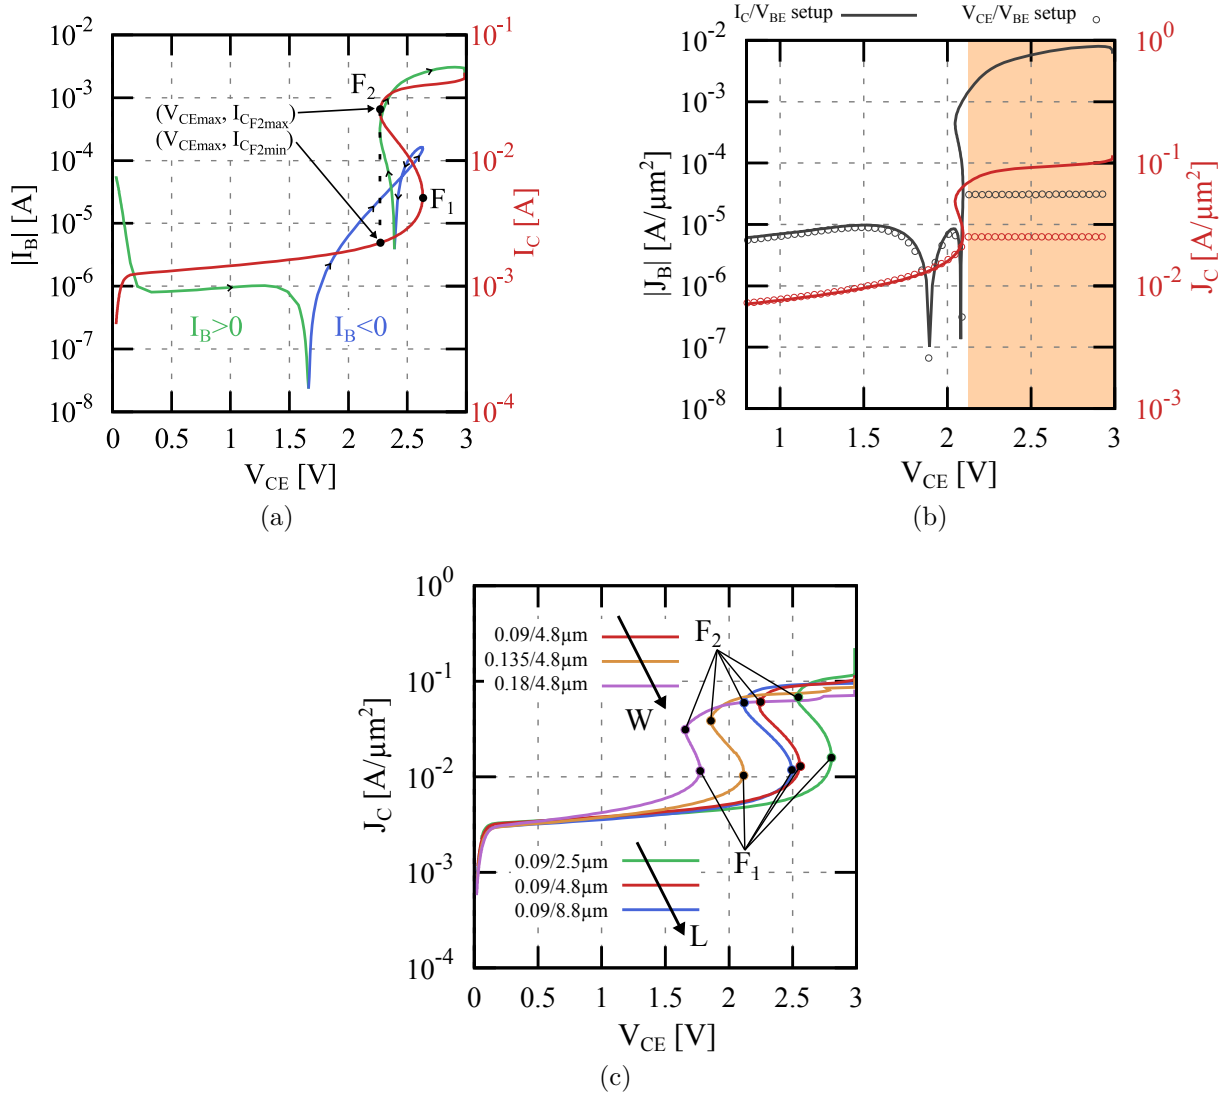 I_C/V_BE setup
V_CE/V_BE setup
10^-2
10^-3
10^-4
10^-5
10^-6
10^-7
10^-8
|I_B| [A]
10^-1
10^-2
10^-3
10^-4
I_C [A]
F_2
(V_CEmax, I_C_F2max)
(V_CEmax, I_C_F2min)
F_1
I_B>0
I_B<0
0 0.5 1 1.5 2 2.5 3
V_CE [V]
(a)
10^-2
10^-3
10^-4
10^-5
10^-6
10^-7
10^-8
|J_B| [A/μm^2]
10^0
10^-1
10^-2
10^-3
J_C [A/μm^2]
1 1.5 2 2.5 3
V_CE [V]
(b)
10^0
10^-1
10^-2
10^-3
10^-4
J_C [A/μm^2]
0.09/4.8μm
0.135/4.8μm
0.18/4.8μm
W
F_2
F_1
0.09/2.5μm
0.09/4.8μm
0.09/8.8μm
L
0 0.5 1 1.5 2 2.5 3
V_CE [V]
(c)